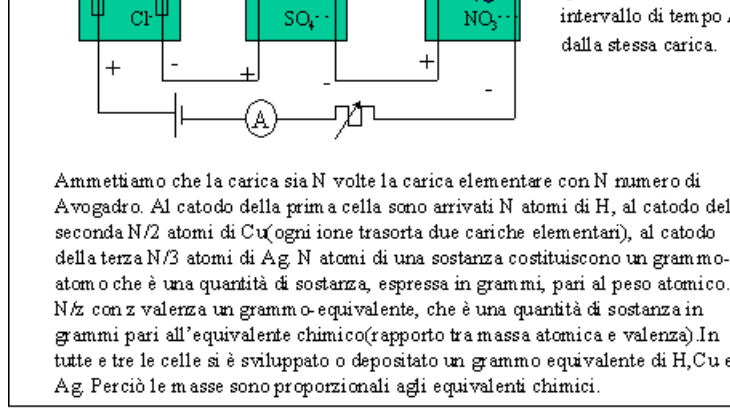 intervallo di tempo
dalla stessa carica.
Cl-
SO4--
NO3--
+ - + - + -
A
Ammettiamo che la carica sia N volte la carica elementare con N numero di
Avogadro. Al catodo della prima cella sono arrivati N atomi di H, al catodo del
seconda N/2 atomi di Cu(ogni ione trasorta due cariche elementari), al catodo
della terza N/3 atomi di Ag. N atomi di una sostanza costituiscono un grammo-
atomo che è una quantità di sostanza, espressa in grammi, pari al peso atomico.
N/z con z valenza un grammo-equivalente, che è una quantità di sostanza in
grammi pari all'equivalente chimico(rapporto tra massa atomica e valenza).In
tutte e tre le celle si è sviluppato o depositato un grammo equivalente di H,Cu e
Ag. Perciò le masse sono proporzionali agli equivalenti chimici.